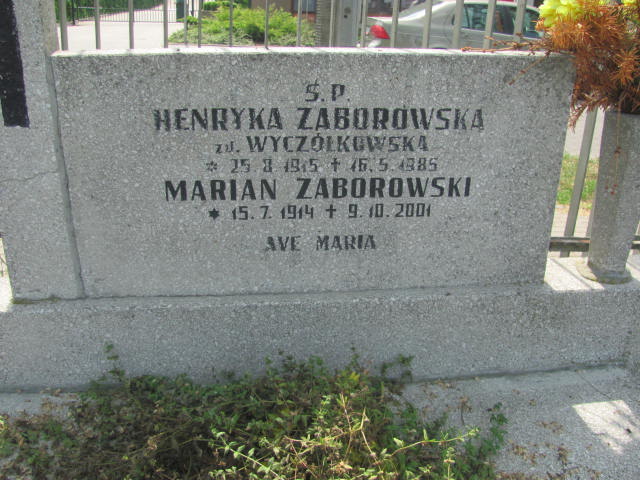 Ś.P.
HENRYKA ZABOROWSKA
zd. WYCZÓŁKOWSKA
* 25.8 1915 + 16.5.1985
MARIAN ZABOROWSKI
* 15.7.1914 + 9.10.2001
AVE MARIA